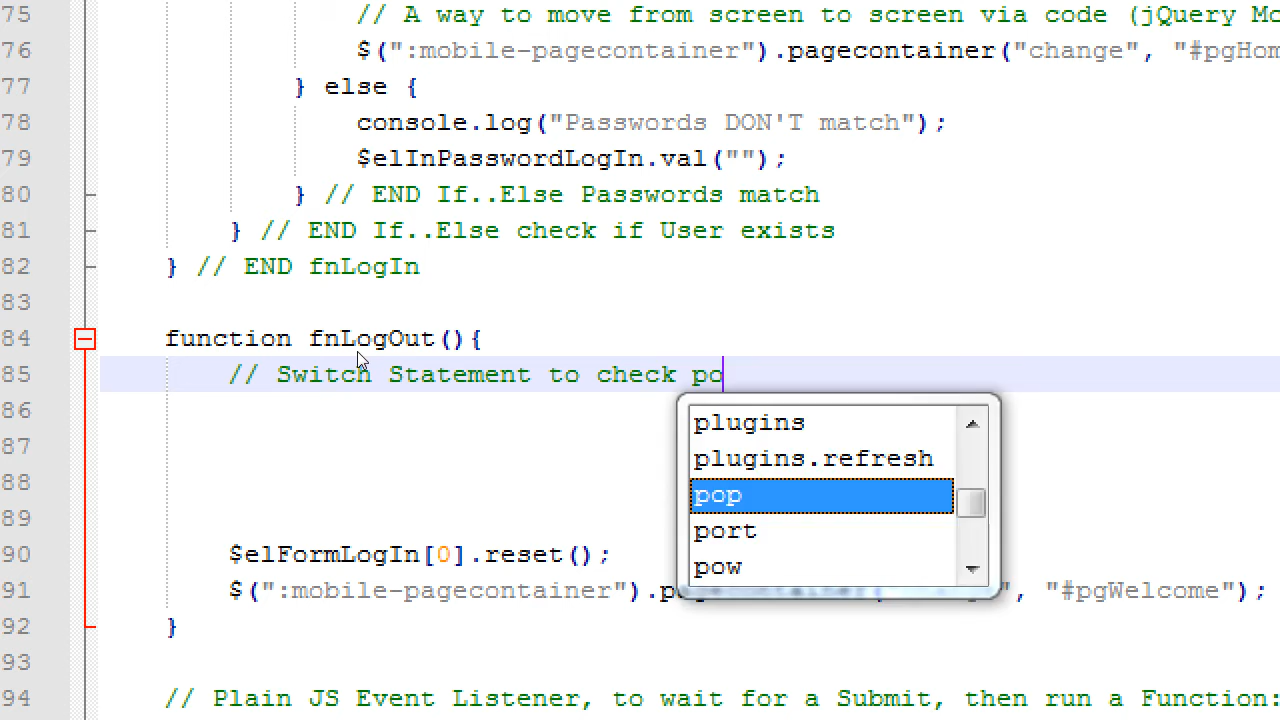 75 // A way to move from screen to screen via code (jQuery Mo
76 $(":mobile-pagecontainer").pagecontainer("change", "#pgHom
77 } else {
78 console.log("Passwords DON'T match");
79 $elInPasswordLogIn.val("");
80 } // END If..Else Passwords match
81 } // END If..Else check if User exists
82 } // END fnLogIn
83
84 function fnLogOut(){
85 // Switch Statement to check po
86
plugins
87
plugins.refresh
88
pop
89
port
90 $elFormLogIn[0].reset();
pow
91 $(":mobile-pagecontainer").p ", "#pgWelcome");
92 }
93
94 // Plain JS Event Listener, to wait for a Submit, then run a Function: